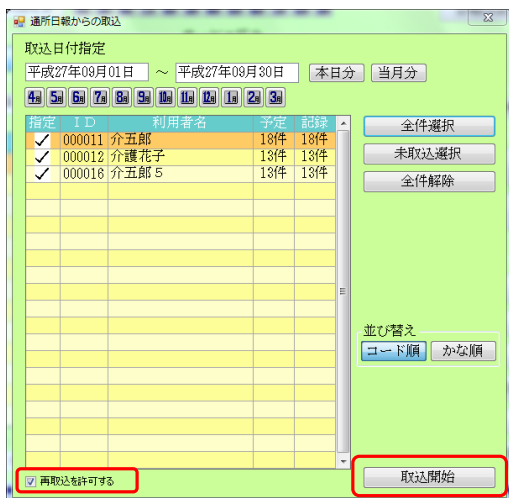 通所日報からの取込
取込日付指定
平成27年09月01日 ～ 平成27年09月30日 本日分 当月分
4月 5月 6月 7月 8月 9月 10月 11月 12月 1月 2月 3月
指定 ID 利用者名 予定 記録
✓ 000011 介五郎 18件 18件
✓ 000012 介護花子 13件 13件
✓ 000016 介五郎５ 13件 13件
全件選択
未取込選択
全件解除
並び替え
コード順 かな順
再取込を許可する
取込開始